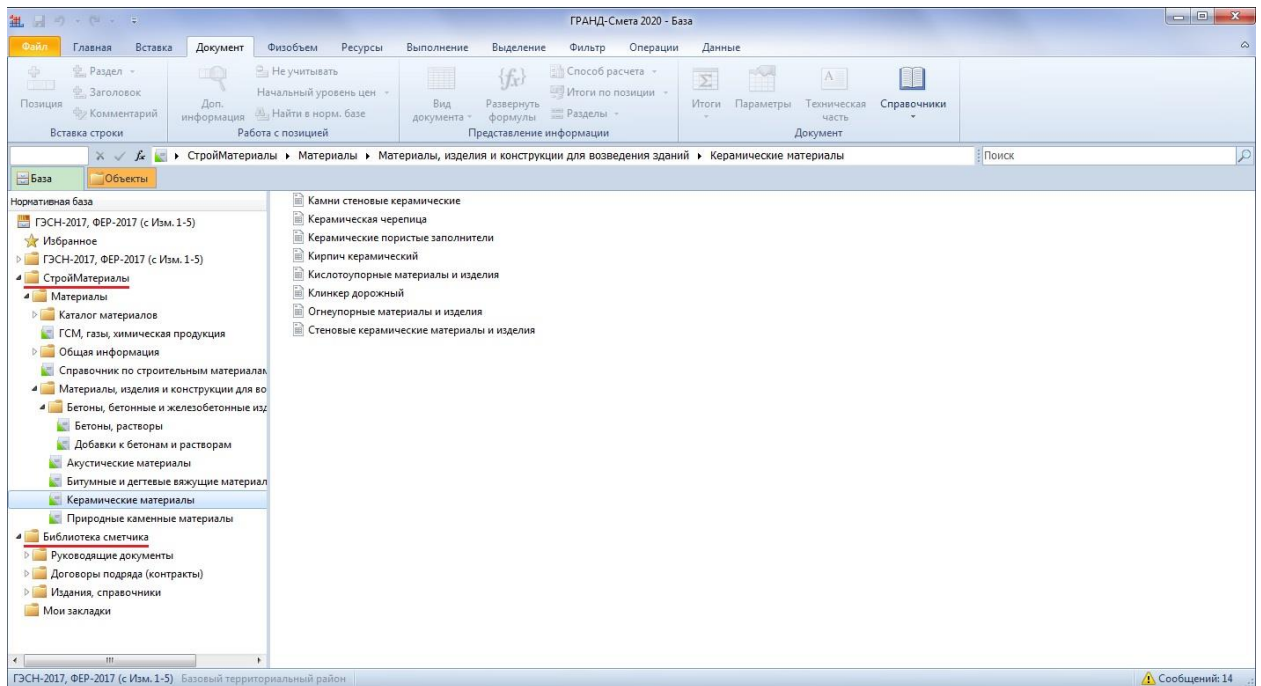 ГРАНД-Смета 2020 - База
Файл Главная Вставка Документ Физобъем Ресурсы Выполнение Выделение Фильтр Операции Данные
Позиция
Раздел
Заголовок
Комментарий
Вставка строки
Доп. информация
Не учитывать
Начальный уровень цен
Найти в норм. базе
Работа с позицией
Вид документа
Развернуть формулы
Способ расчета
Итоги по позиции
Разделы
Представление информации
Итоги
Параметры
Техническая часть
Справочники
Документ
fx СтройМатериалы Материалы Материалы, изделия и конструкции для возведения зданий Керамические материалы Поиск
База Объекты
Нормативная база
ГЭСН-2017, ФЕР-2017 (с Изм. 1-5)
Избранное
ГЭСН-2017, ФЕР-2017 (с Изм. 1-5)
СтройМатериалы
Материалы
Каталог материалов
ГСМ, газы, химическая продукция
Общая информация
Справочник по строительным материалам
Материалы, изделия и конструкции для во
Бетоны, бетонные и железобетонные изд
Бетоны, растворы
Добавки к бетонам и растворам
Акустические материалы
Битумные и дегтевые вяжущие материал
Керамические материалы
Природные каменные материалы
Библиотека сметчика
Руководящие документы
Договоры подряда (контракты)
Издания, справочники
Мои закладки
Камни стеновые керамические
Керамическая черепица
Керамические пористые заполнители
Кирпич керамический
Кислотоупорные материалы и изделия
Клинкер дорожный
Огнеупорные материалы и изделия
Стеновые керамические материалы и изделия
ГЭСН-2017, ФЕР-2017 (с Изм. 1-5) Базовый территориальный район Сообщений: 14